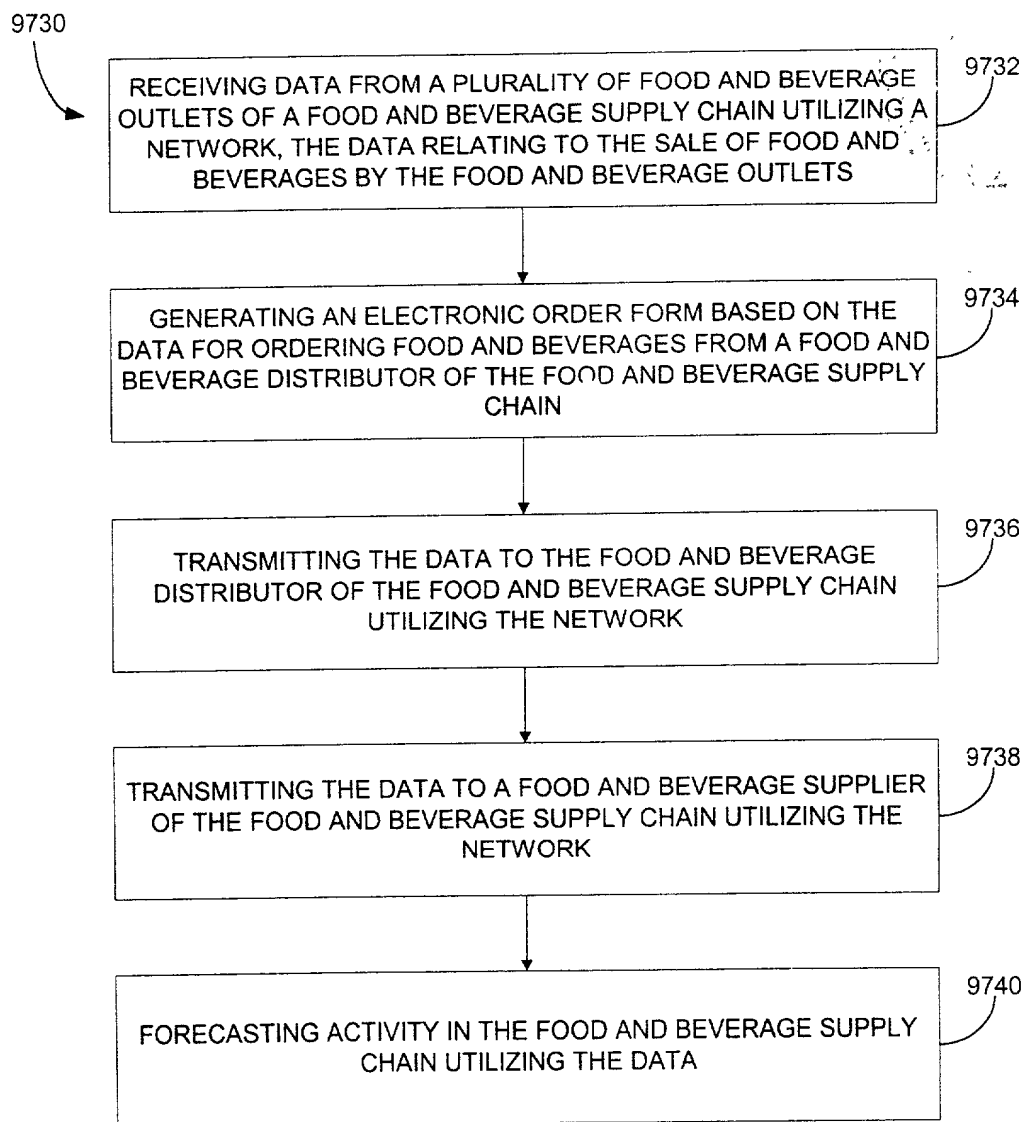 9730
9732
RECEIVING DATA FROM A PLURALITY OF FOOD AND BEVERAGE
OUTLETS OF A FOOD AND BEVERAGE SUPPLY CHAIN UTILIZING A
NETWORK, THE DATA RELATING TO THE SALE OF FOOD AND
BEVERAGES BY THE FOOD AND BEVERAGE OUTLETS
9734
GENERATING AN ELECTRONIC ORDER FORM BASED ON THE
DATA FOR ORDERING FOOD AND BEVERAGES FROM A FOOD AND
BEVERAGE DISTRIBUTOR OF THE FOOD AND BEVERAGE SUPPLY
CHAIN
9736
TRANSMITTING THE DATA TO THE FOOD AND BEVERAGE
DISTRIBUTOR OF THE FOOD AND BEVERAGE SUPPLY CHAIN
UTILIZING THE NETWORK
9738
TRANSMITTING THE DATA TO A FOOD AND BEVERAGE SUPPLIER
OF THE FOOD AND BEVERAGE SUPPLY CHAIN UTILIZING THE
NETWORK
9740
FORECASTING ACTIVITY IN THE FOOD AND BEVERAGE SUPPLY
CHAIN UTILIZING THE DATA